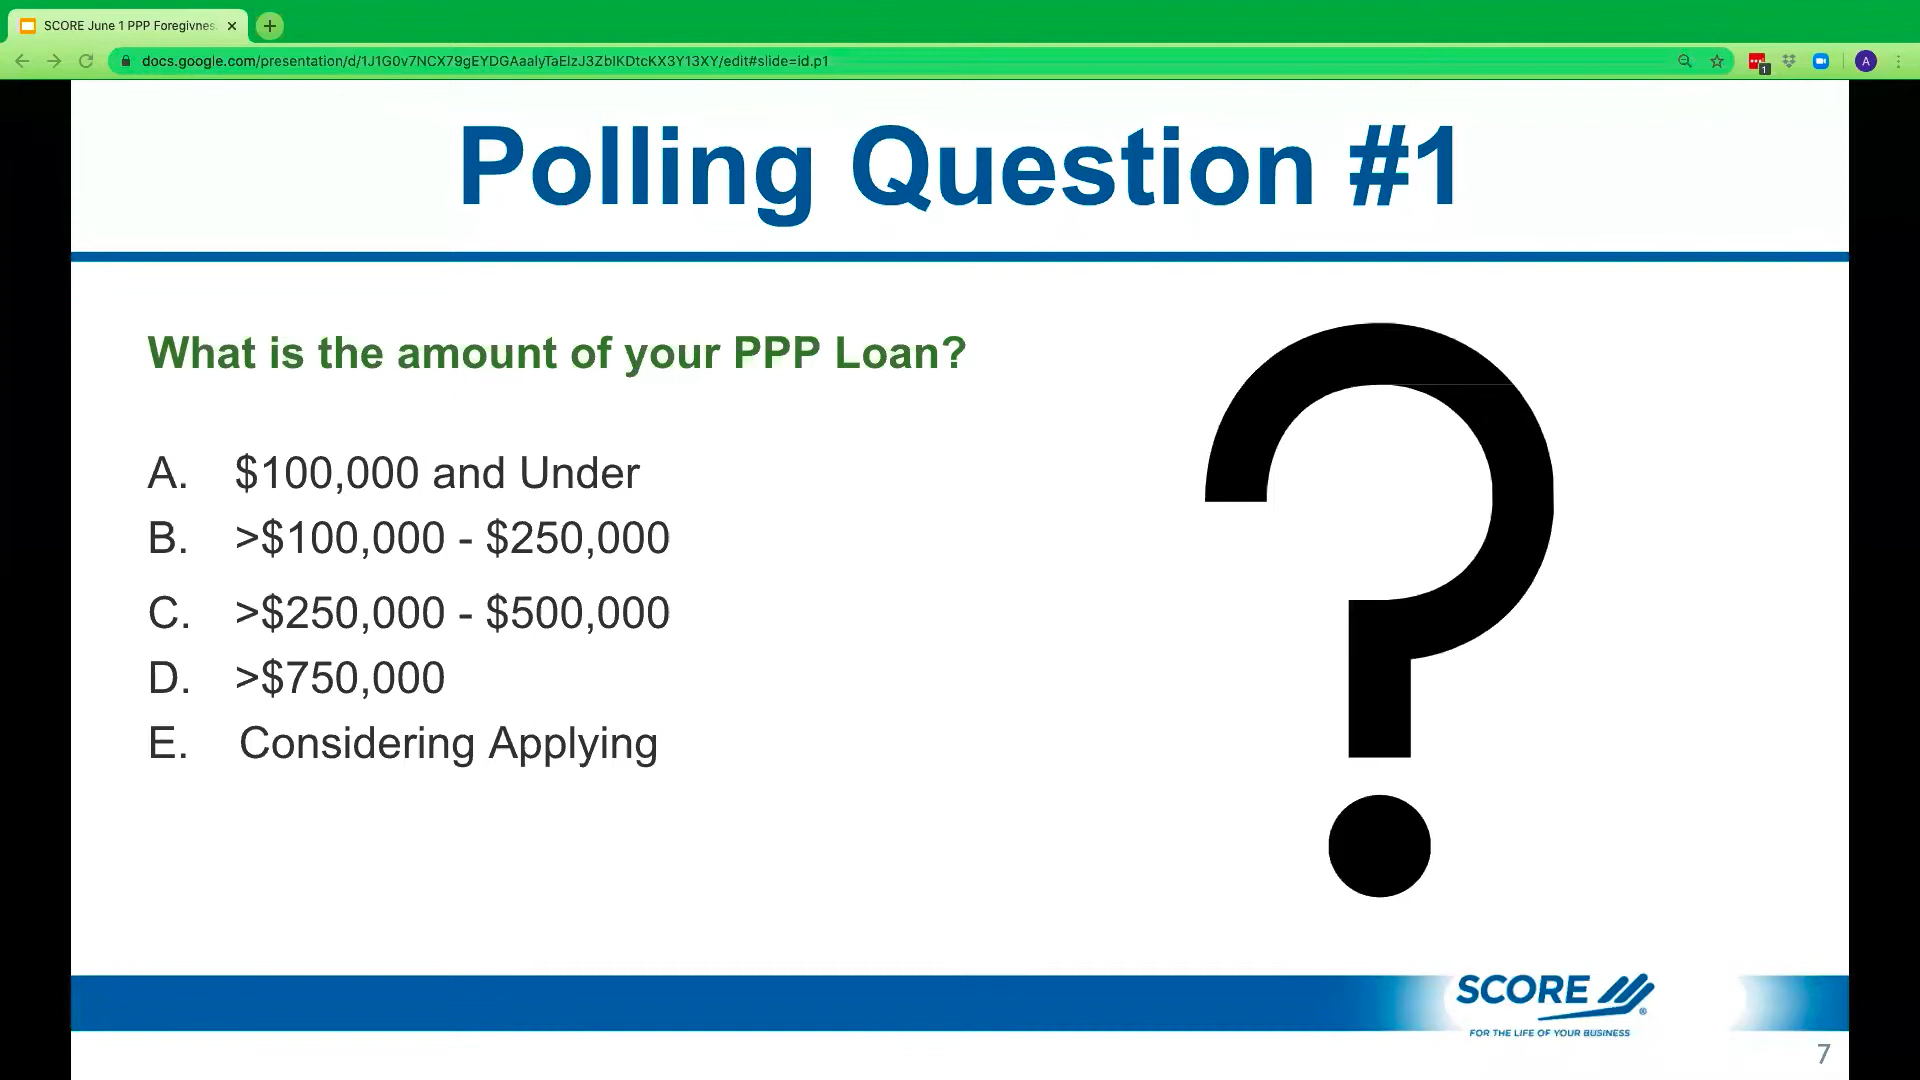 SCORE June 1 PPP Foregivnes
docs.google.com/presentation/d/1J1G0v7NCX79gEYDGAaalyTaElzJ3ZbIKDtcKX3Y13XY/edit#slide=id.p1
1
A
Polling Question #1
What is the amount of your PPP Loan?
A. $100,000 and Under
B. >$100,000 - $250,000
C. >$250,000 - $500,000
D. >$750,000
E. Considering Applying
?
SCORE ®
FOR THE LIFE OF YOUR BUSINESS
7